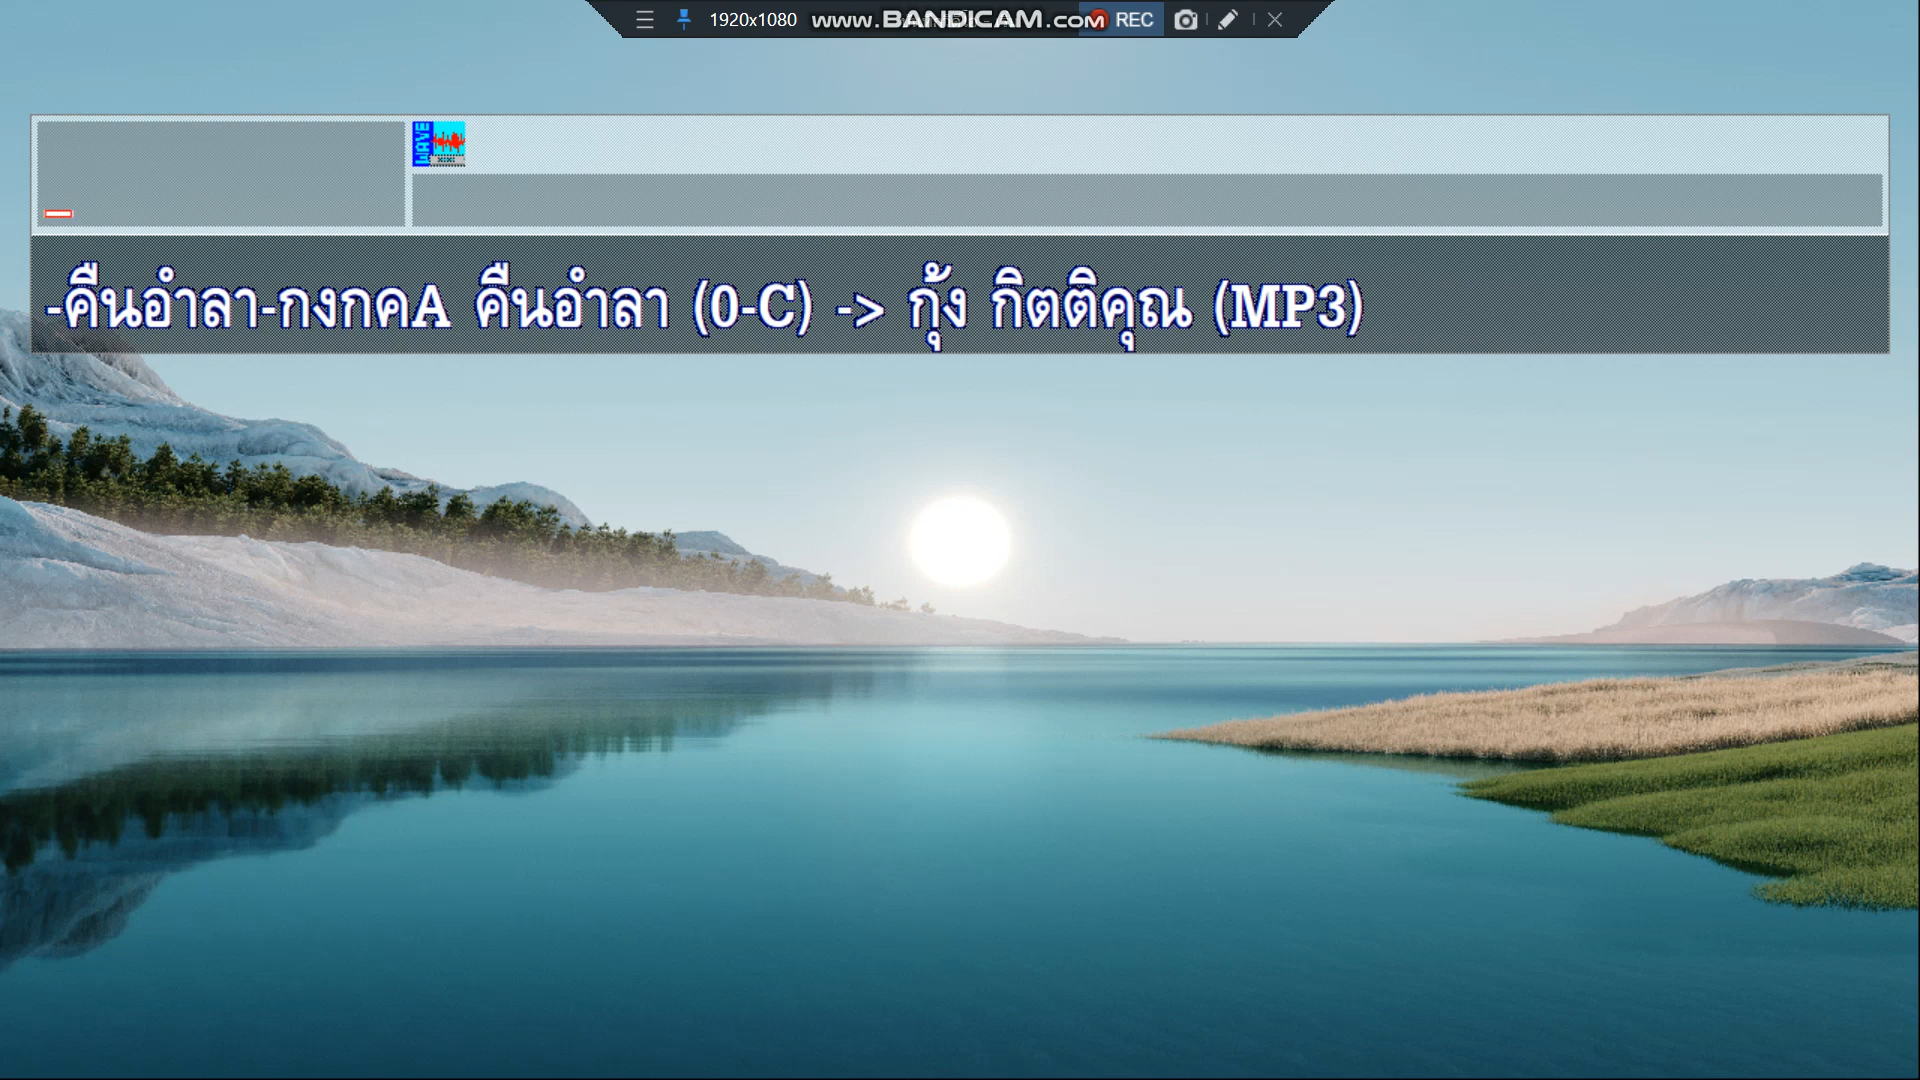 1920x1080 www.BANDICAM.com REC
WAVE
-คืนอำลา-กงกคA คืนอำลา (0-C) -> กุ้ง กิตติคุณ (MP3)